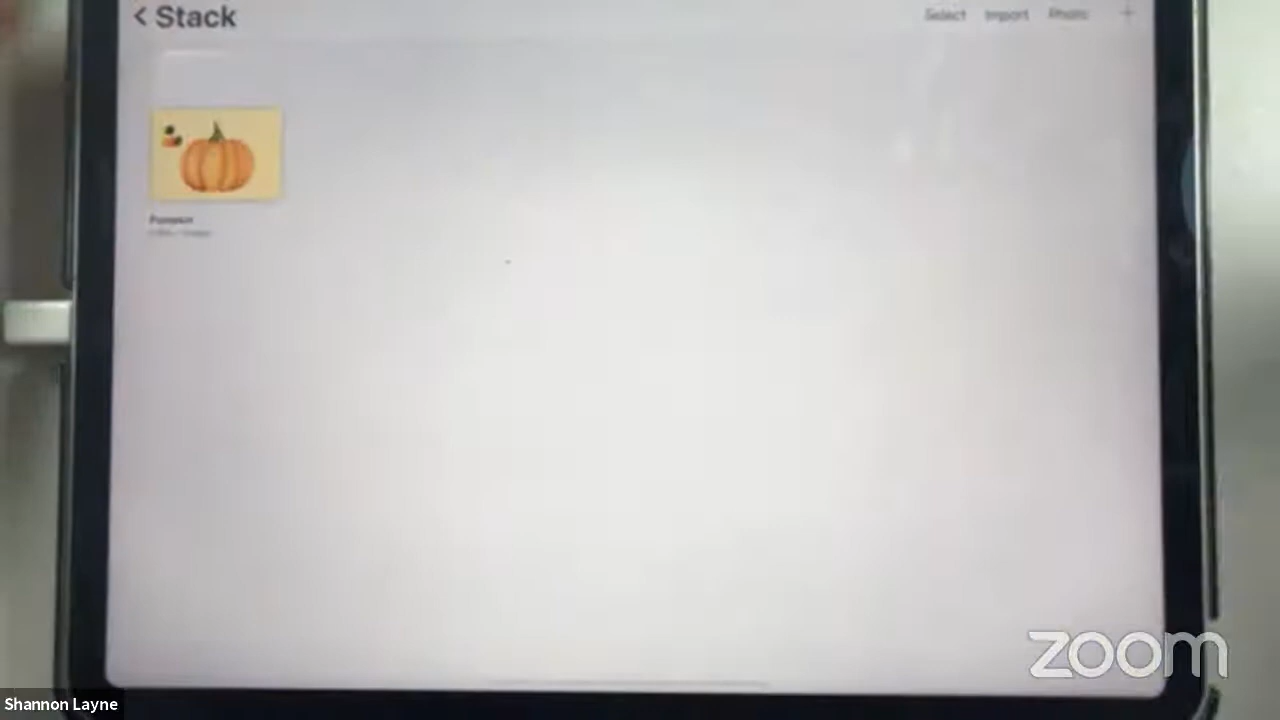 < Stack
Select Import Photo +
Pumpkin
zoom
Shannon Layne